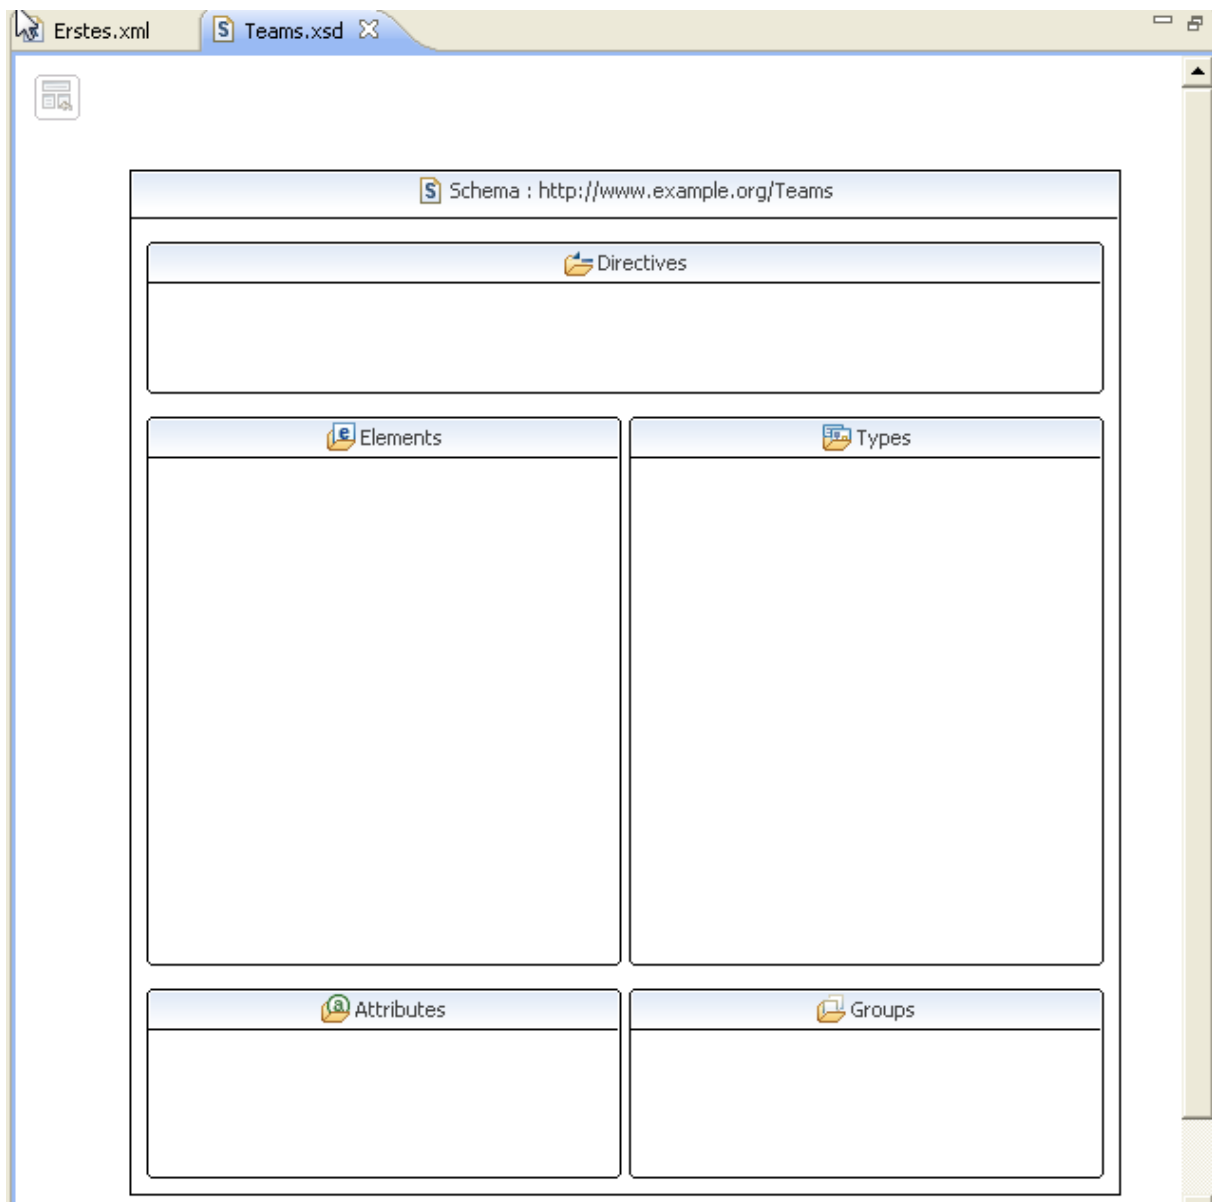 Erstes.xml
S Teams.xsd
S Schema : http://www.example.org/Teams
Directives
e Elements
Types
a Attributes
Groups